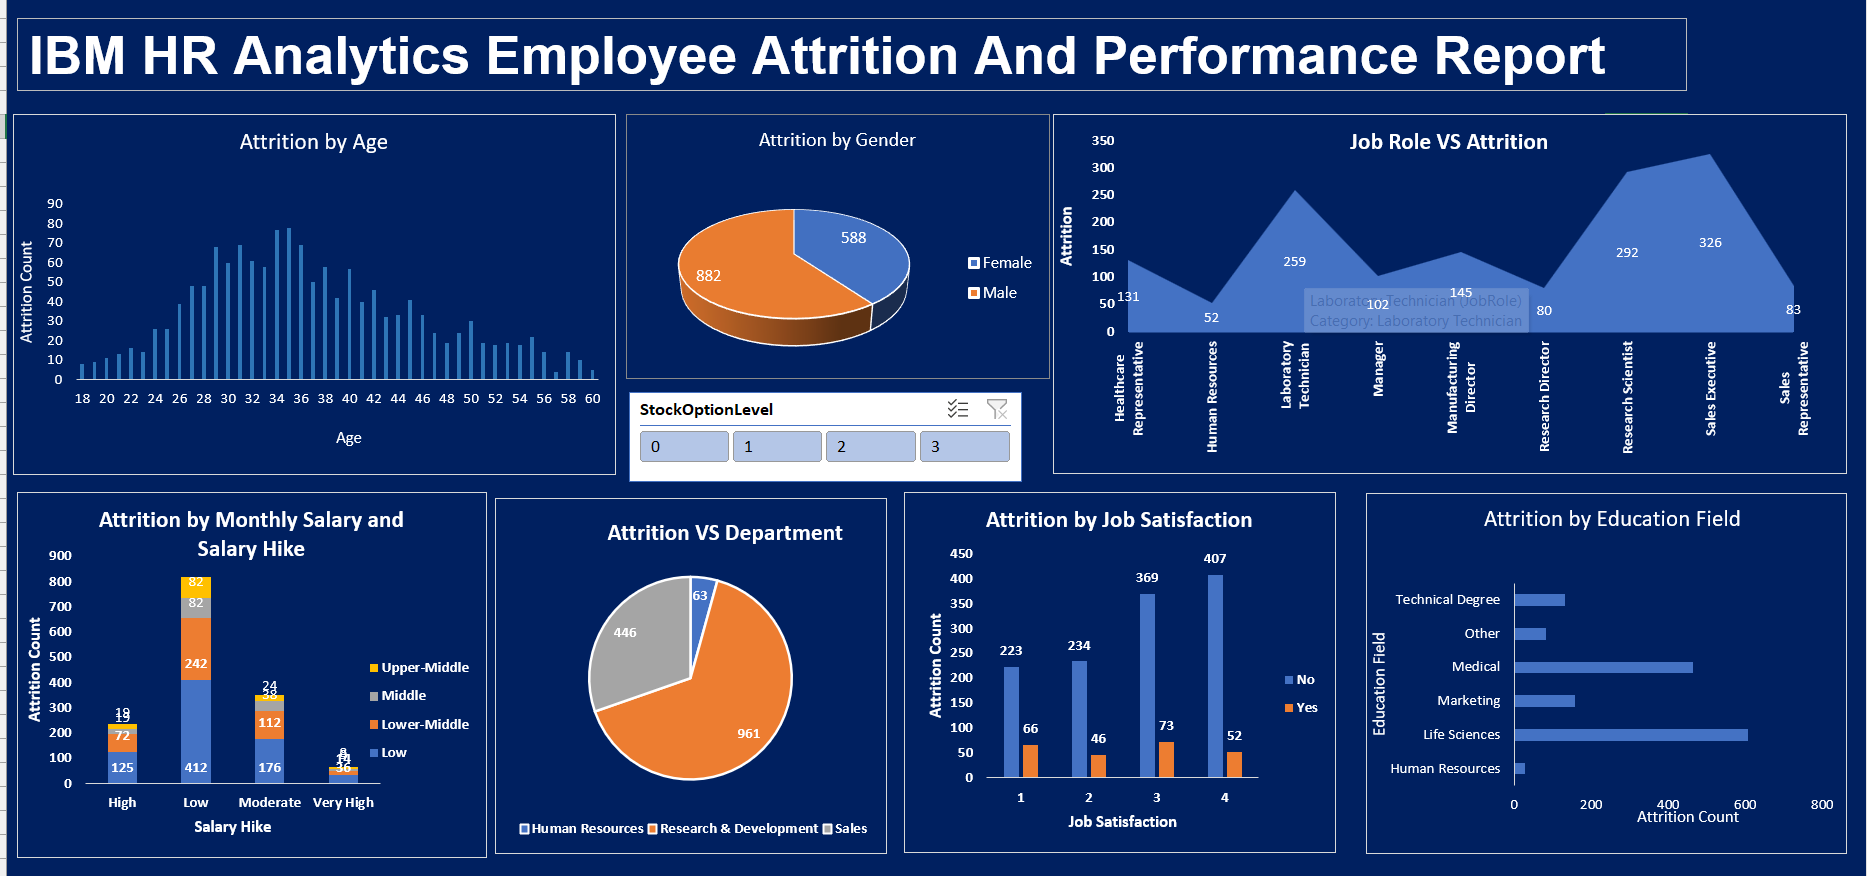 IBM HR Analytics Employee Attrition And Performance Report
Attrition by Age
Attrition Count
90
80
70
60
50
40
30
20
10
0
18 20 22 24 26 28 30 32 34 36 38 40 42 44 46 48 50 52 54 56 58 60
Age
Attrition by Gender
588
882
Female
Male
StockOptionLevel
0 1 2 3
Job Role VS Attrition
Attrition
350
300
250
200
150
100
50
0
131
52
259
102
145
80
292
326
83
Laboratory Technician (JobRole)
Category: Laboratory Technician
Healthcare
Representative
Human Resources
Laboratory
Technician
Manager
Manufacturing
Director
Research Director
Research Scientist
Sales Executive
Sales
Representative
Attrition by Monthly Salary and
Salary Hike
Attrition Count
900
800
700
600
500
400
300
200
100
0
19
19
72
125
82
82
242
412
24
38
112
176
36
High Low Moderate Very High
Salary Hike
Upper-Middle
Middle
Lower-Middle
Low
Attrition VS Department
63
446
961
Human Resources Research & Development Sales
Attrition by Job Satisfaction
Attrition Count
450
400
350
300
250
200
150
100
50
0
223
66
234
46
369
73
407
52
1 2 3 4
Job Satisfaction
No
Yes
Attrition by Education Field
Education Field
Technical Degree
Other
Medical
Marketing
Life Sciences
Human Resources
0 200 400 600 800
Attrition Count